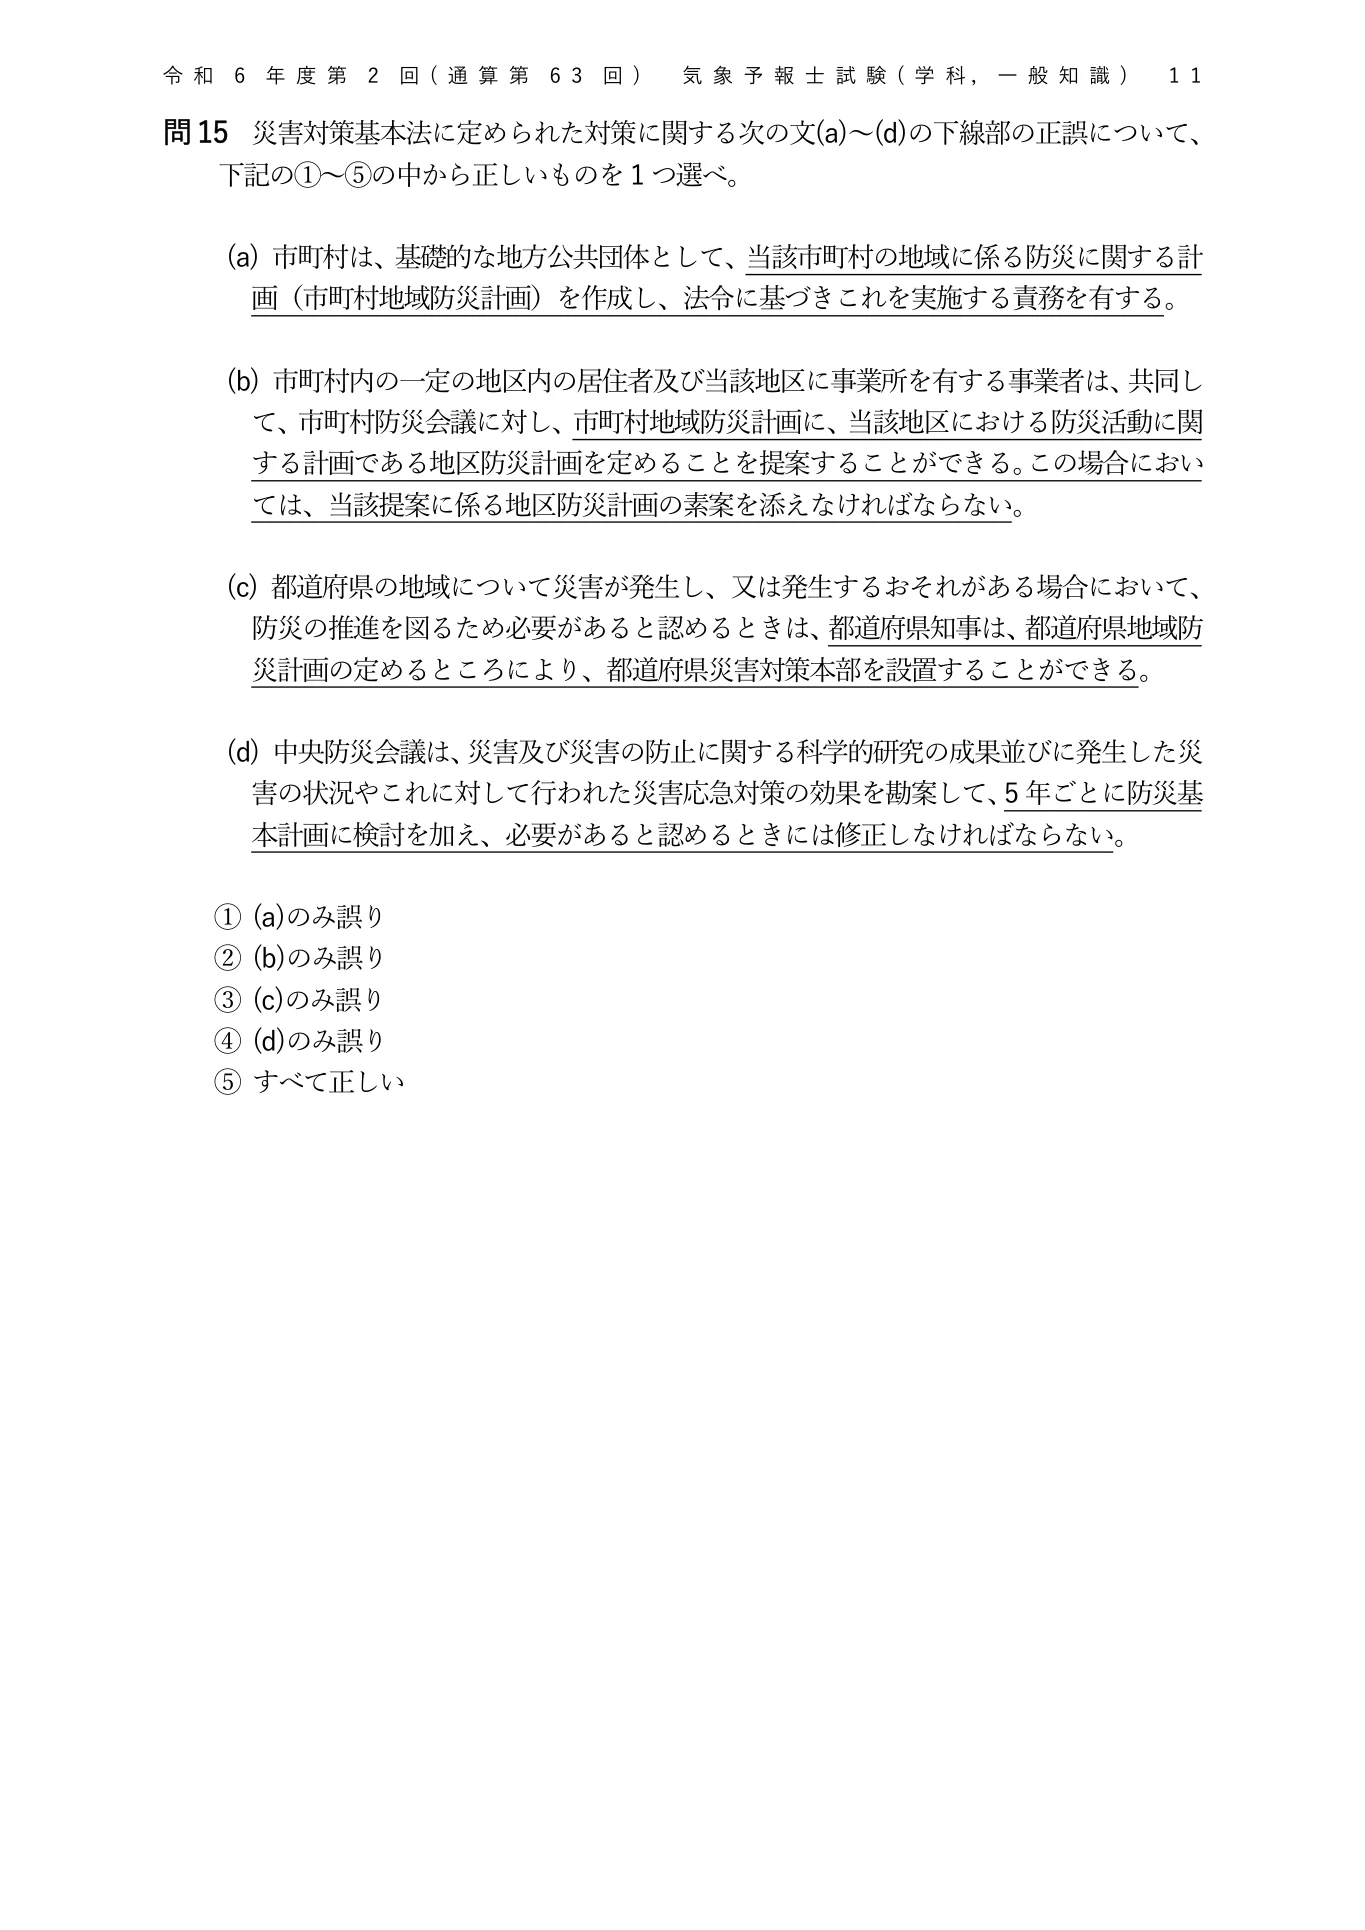 令和 6 年度第 2 回(通算第 63 回) 気象予報士試験(学科, 一般知識) 11
問15 災害対策基本法に定められた対策に関する次の文(a)～(d)の下線部の正誤について、
下記の①～⑤の中から正しいものを 1 つ選べ。
(a) 市町村は、基礎的な地方公共団体として、当該市町村の地域に係る防災に関する計
画（市町村地域防災計画）を作成し、法令に基づきこれを実施する責務を有する。
(b) 市町村内の一定の地区内の居住者及び当該地区に事業所を有する事業者は、共同し
て、市町村防災会議に対し、市町村地域防災計画に、当該地区における防災活動に関
する計画である地区防災計画を定めることを提案することができる。この場合におい
ては、当該提案に係る地区防災計画の素案を添えなければならない。
(c) 都道府県の地域について災害が発生し、又は発生するおそれがある場合において、
防災の推進を図るため必要があると認めるときは、都道府県知事は、都道府県地域防
災計画の定めるところにより、都道府県災害対策本部を設置することができる。
(d) 中央防災会議は、災害及び災害の防止に関する科学的研究の成果並びに発生した災
害の状況やこれに対して行われた災害応急対策の効果を勘案して、5 年ごとに防災基
本計画に検討を加え、必要があると認めるときには修正しなければならない。
① (a)のみ誤り
② (b)のみ誤り
③ (c)のみ誤り
④ (d)のみ誤り
⑤ すべて正しい